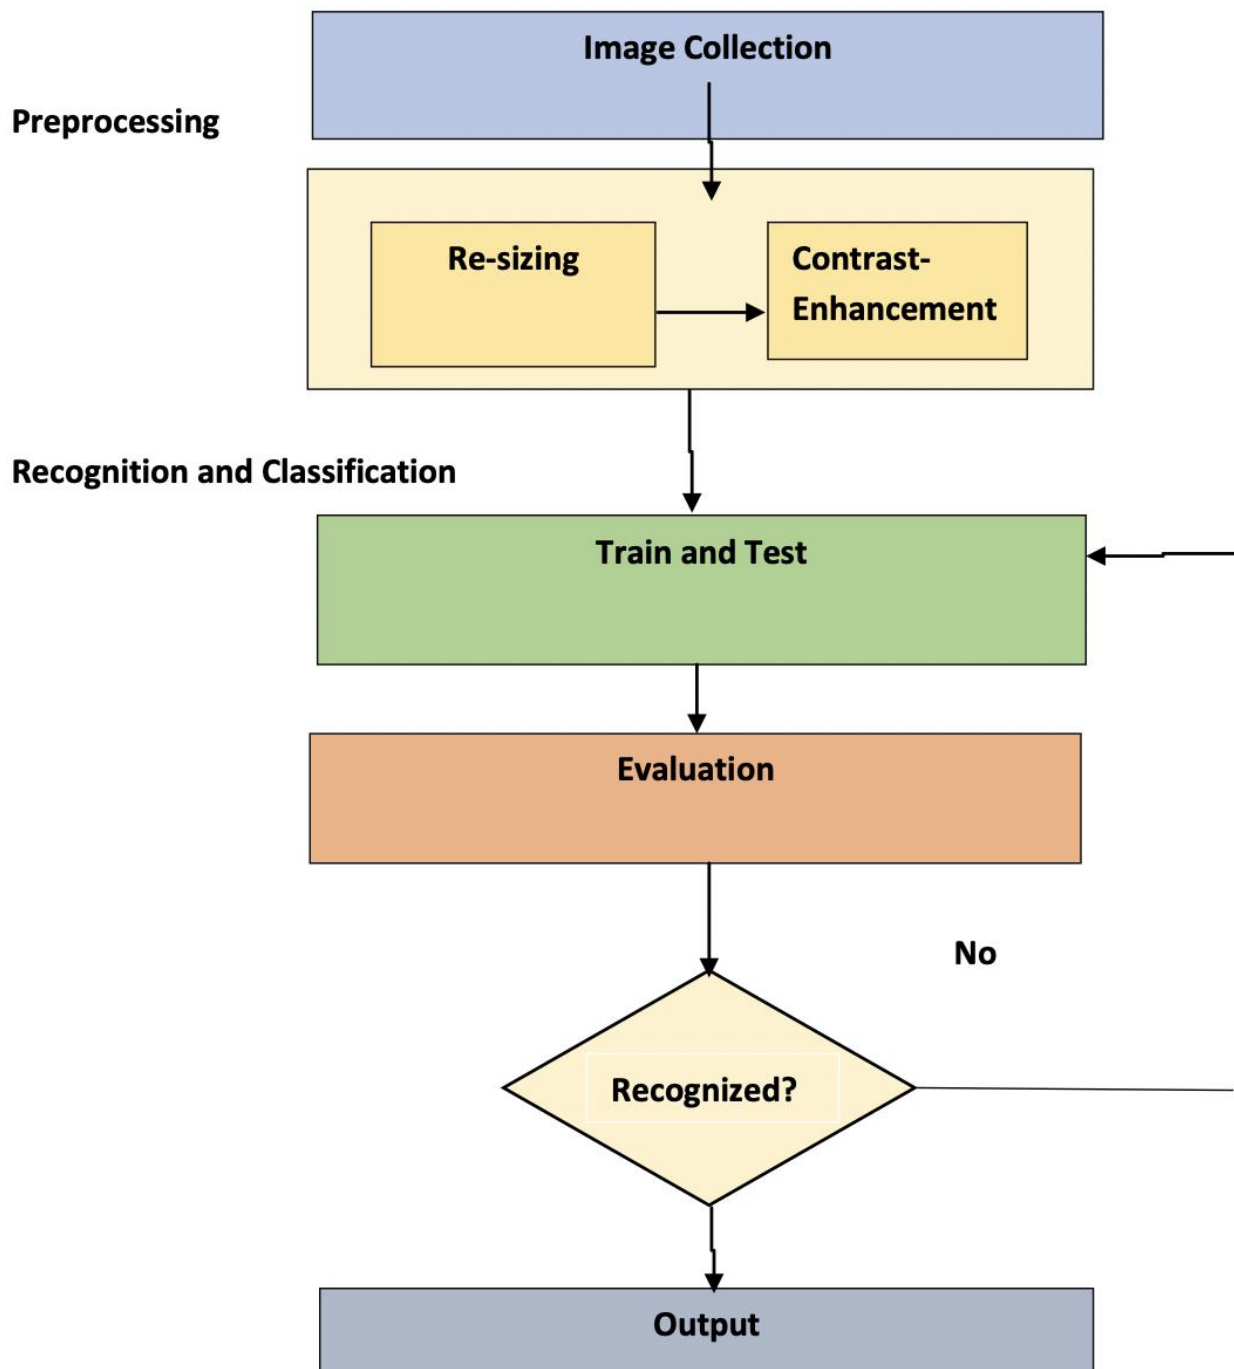 Image Collection
Preprocessing
Re-sizing
Contrast-
Enhancement
Recognition and Classification
Train and Test
Evaluation
No
Recognized?
Output